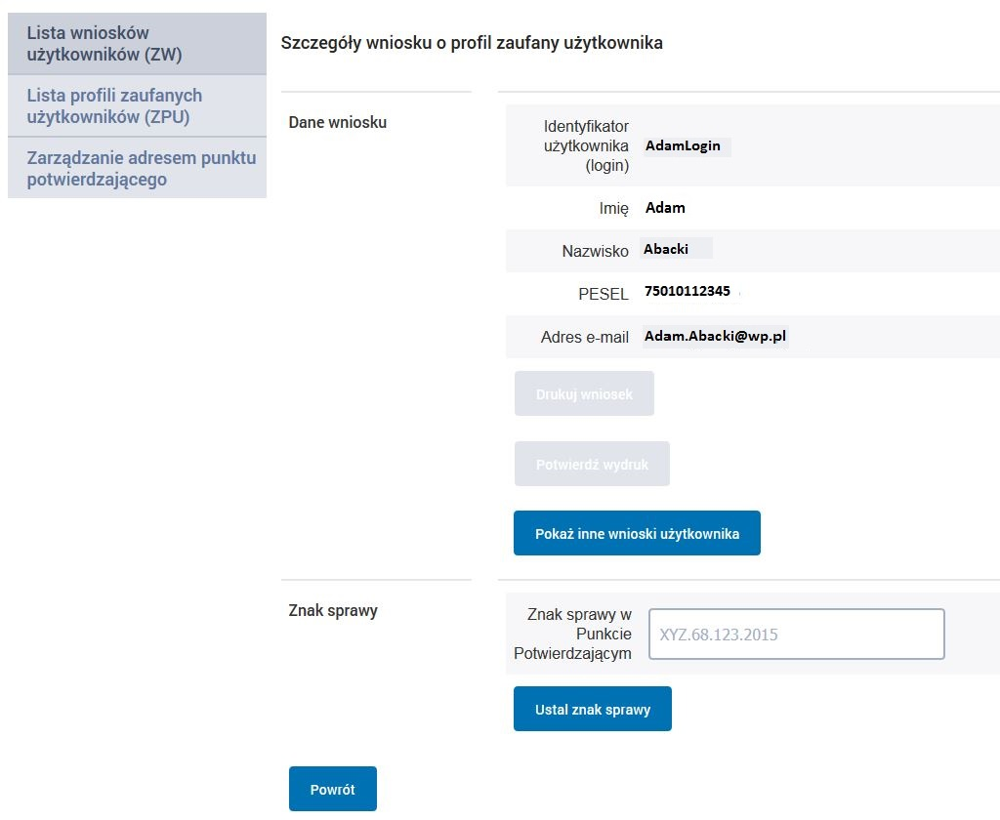 Lista wniosków
użytkowników (ZW)
Lista profili zaufanych
użytkowników (ZPU)
Zarządzanie adresem punktu
potwierdzającego
Szczegóły wniosku o profil zaufany użytkownika
Dane wniosku
Identyfikator
użytkownika
(login)
AdamLogin
Imię Adam
Nazwisko Abacki
PESEL 75010112345
Adres e-mail Adam.Abacki@wp.pl
Drukuj wniosek
Potwierdź wydruk
Pokaż inne wnioski użytkownika
Znak sprawy
Znak sprawy w
Punkcie
Potwierdzającym
XYZ.68.123.2015
Ustal znak sprawy
Powrót